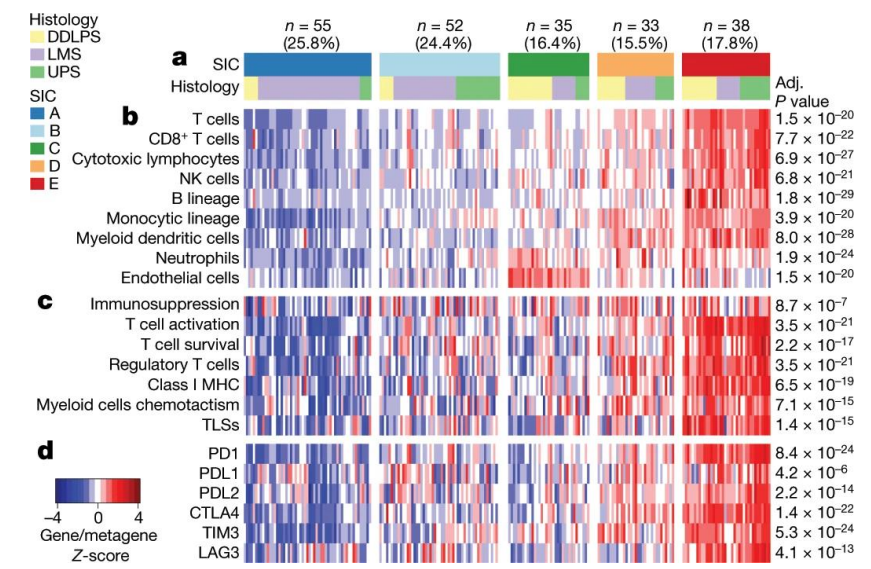 Histology
DDLPS
LMS
UPS
SIC
A
B
C
D
E
n = 55 n = 52 n = 35 n = 33 n = 38
(25.8%) (24.4%) (16.4%) (15.5%) (17.8%)
a
SIC
Histology
Adj.
P value
b
T cells 1.5 × 10–20
CD8+ T cells 7.7 × 10–22
Cytotoxic lymphocytes 6.9 × 10–27
NK cells 6.8 × 10–21
B lineage 1.8 × 10–29
Monocytic lineage 3.9 × 10–20
Myeloid dendritic cells 8.0 × 10–28
Neutrophils 1.9 × 10–24
Endothelial cells 1.5 × 10–20
c
Immunosuppression 8.7 × 10–7
T cell activation 3.5 × 10–21
T cell survival 2.2 × 10–17
Regulatory T cells 3.5 × 10–21
Class I MHC 6.5 × 10–19
Myeloid cells chemotactism 7.1 × 10–15
TLSs 1.4 × 10–15
d
PD1 8.4 × 10–24
PDL1 4.2 × 10–6
PDL2 2.2 × 10–14
CTLA4 1.4 × 10–22
TIM3 5.3 × 10–24
LAG3 4.1 × 10–13
–4 0 4
Gene/metagene
Z-score